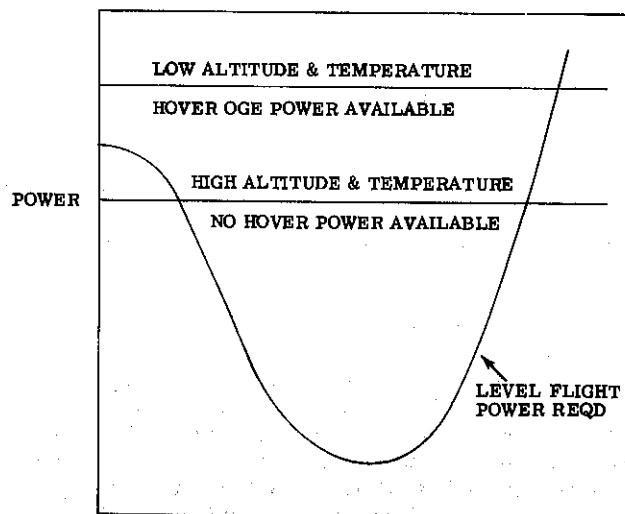 LOW ALTITUDE & TEMPERATURE
HOVER OGE POWER AVAILABLE
HIGH ALTITUDE & TEMPERATURE
POWER
NO HOVER POWER AVAILABLE
LEVEL FLIGHT
POWER REQD